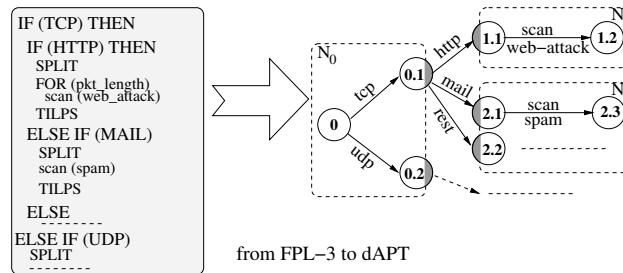 IF (TCP) THEN
IF (HTTP) THEN
SPLIT
FOR (pkt_length)
scan (web_attack)
TILPS
ELSE IF (MAIL)
SPLIT
scan (spam)
TILPS
ELSE
ELSE IF (UDP)
SPLIT
N0
0
tcp
udp
0.1
0.2
http
mail
rest
N
1.1
scan
web-attack
1.2
N
2.1
scan
spam
2.3
2.2
from FPL-3 to dAPT